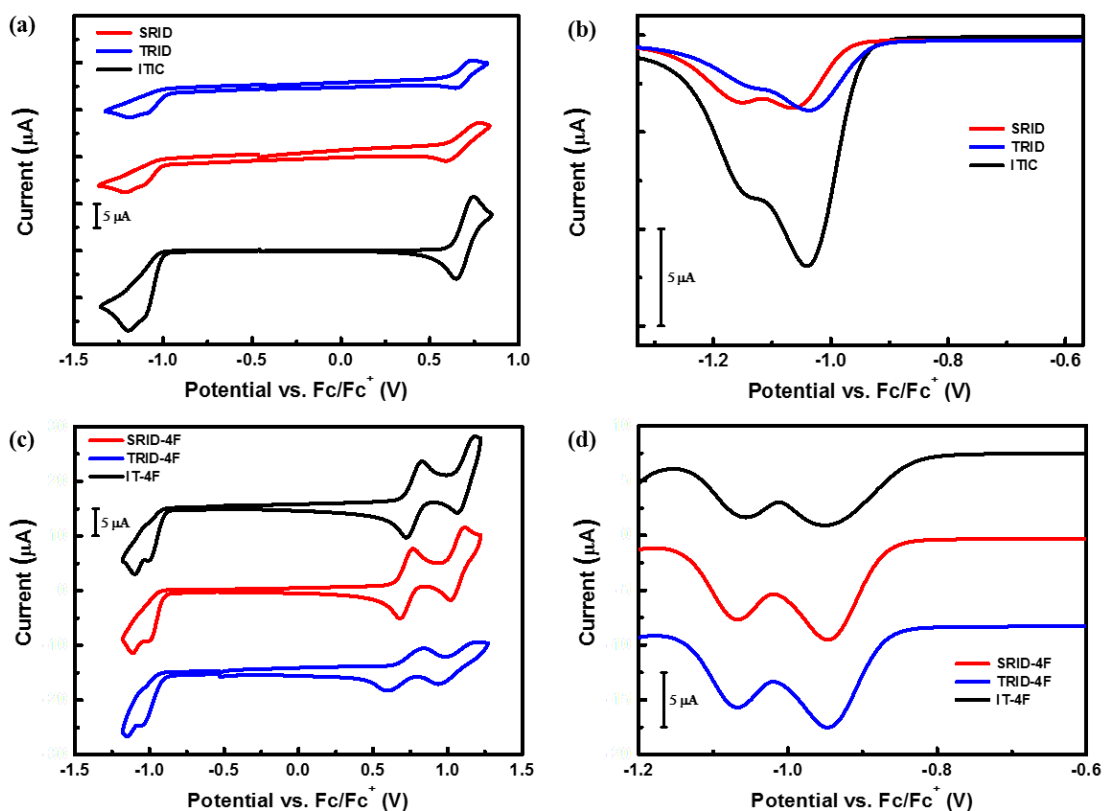 (a)
SRID
TRID
ITIC
Current (μA)
5 μA
-1.5 -1.0 -0.5 0.0 0.5 1.0
Potential vs. Fc/Fc+ (V)
(b)
SRID
TRID
ITIC
Current (μA)
5 μA
-1.2 -1.0 -0.8 -0.6
Potential vs. Fc/Fc+ (V)
(c)
SRID-4F
TRID-4F
IT-4F
Current (μA)
5 μA
-1.5 -1.0 -0.5 0.0 0.5 1.0 1.5
Potential vs. Fc/Fc+ (V)
(d)
SRID-4F
TRID-4F
IT-4F
Current (μA)
5 μA
-1.2 -1.0 -0.8 -0.6
Potential vs. Fc/Fc+ (V)